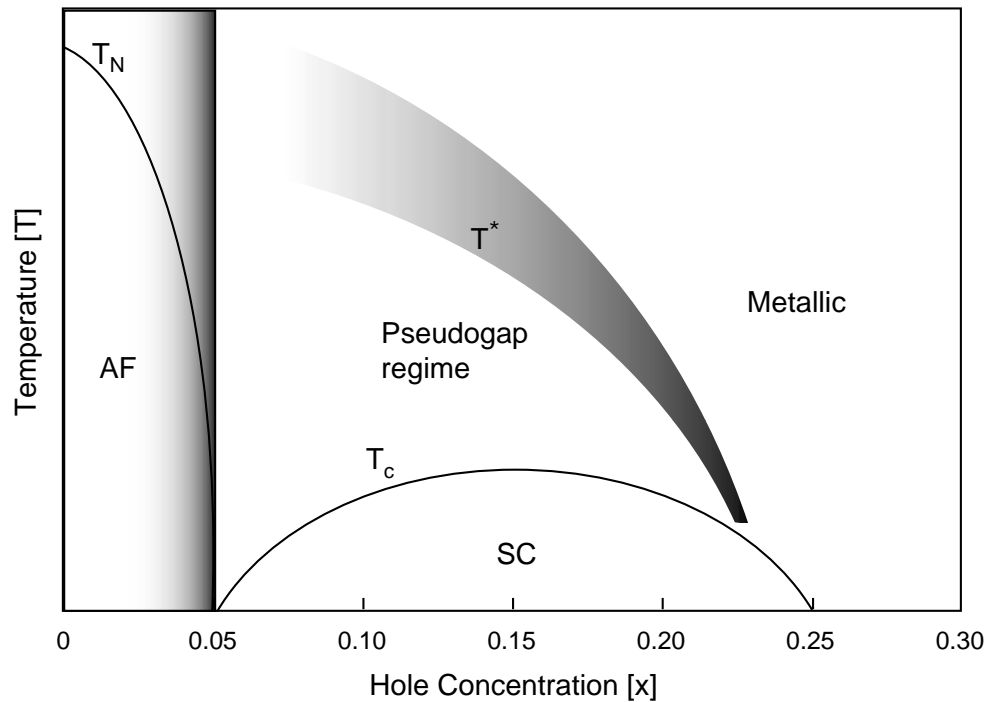 T_N
T^*
Metallic
Pseudogap
regime
AF
T_c
SC
0
0.05
0.10
0.15
0.20
0.25
0.30
Hole Concentration [x]
Temperature [T]